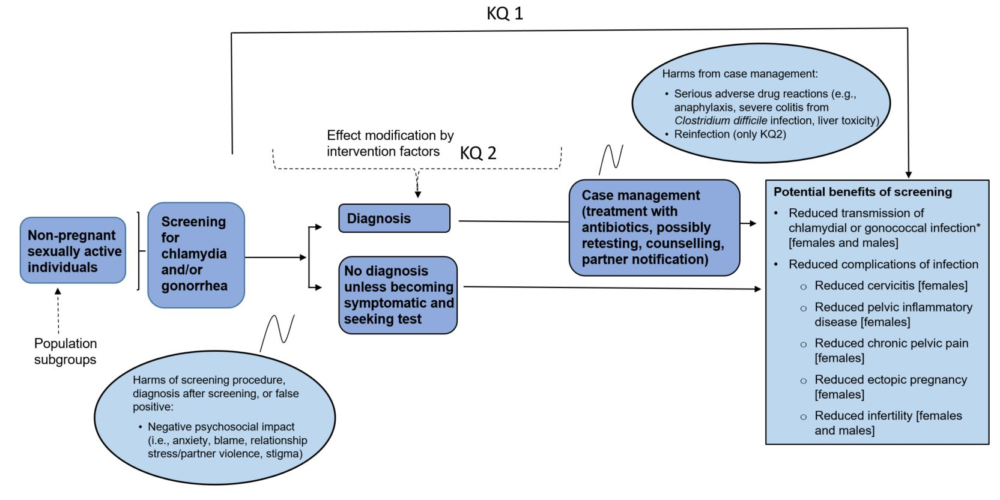 KQ 1
Harms from case management:
• Serious adverse drug reactions (e.g.,
anaphylaxis, severe colitis from
Clostridium difficile infection, liver toxicity)
• Reinfection (only KQ2)
Effect modification by
intervention factors
KQ 2
Non-pregnant
sexually active
individuals
Screening
for
chlamydia
and/or
gonorrhea
Diagnosis
No diagnosis
unless becoming
symptomatic and
seeking test
Case management
(treatment with
antibiotics, possibly
retesting, counselling,
partner notification)
Potential benefits of screening
• Reduced transmission of
chlamydial or gonococcal infection*
[females and males]
• Reduced complications of infection
o Reduced cervicitis [females]
o Reduced pelvic inflammatory
disease [females]
o Reduced chronic pelvic pain
[females]
o Reduced ectopic pregnancy
[females]
o Reduced infertility [females
and males]
Population
subgroups
Harms of screening procedure,
diagnosis after screening, or false
positive:
• Negative psychosocial impact
(i.e., anxiety, blame, relationship
stress/partner violence, stigma)